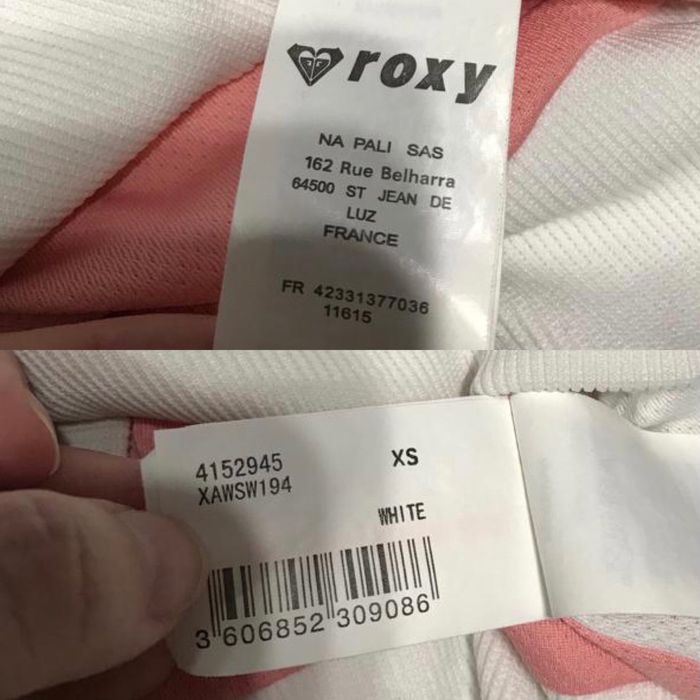 roxy
NA PALI SAS
162 Rue Belharra
64500 ST JEAN DE
LUZ
FRANCE
FR 42331377036
11615
4152945 XS
XAWSW194
WHITE
3 606852 309086